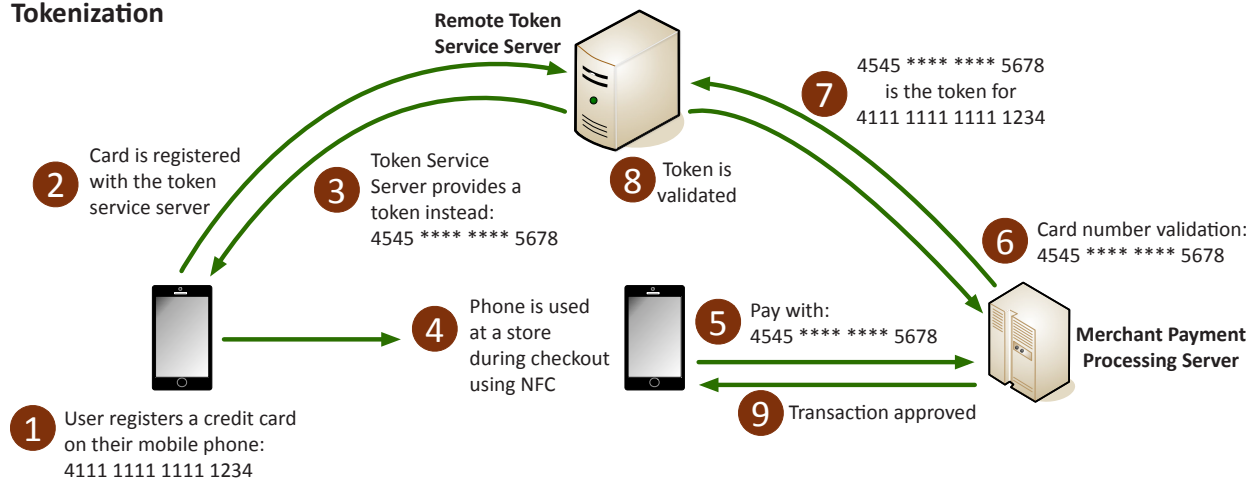 Tokenization
Remote Token
Service Server
1
User registers a credit card
on their mobile phone:
4111 1111 1111 1234
2
Card is registered
with the token
service server
3
Token Service
Server provides a
token instead:
4545 **** **** 5678
4
Phone is used
at a store
during checkout
using NFC
5
Pay with:
4545 **** **** 5678
6
Card number validation:
4545 **** **** 5678
Merchant Payment
Processing Server
7
4545 **** **** 5678
is the token for
4111 1111 1111 1234
8
Token is
validated
9
Transaction approved